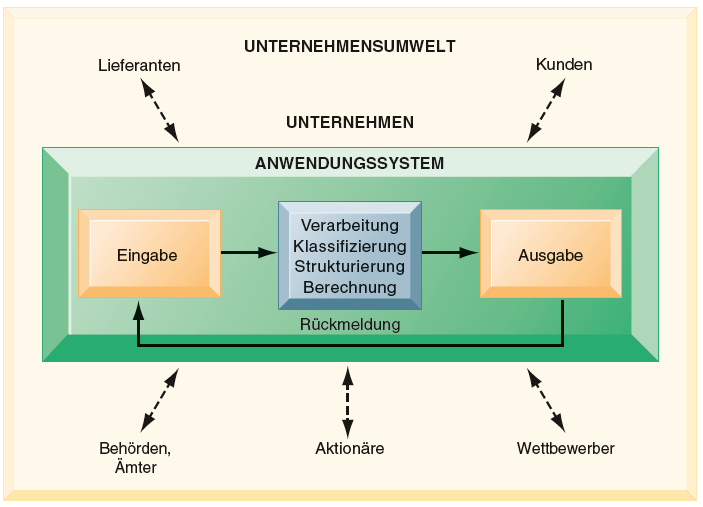 UNTERNEHMENSUMWELT
Lieferanten
Kunden
UNTERNEHMEN
ANWENDUNGSSYSTEM
Eingabe
Verarbeitung
Klassifizierung
Strukturierung
Berechnung
Ausgabe
Rückmeldung
Behörden,
Ämter
Aktionäre
Wettbewerber